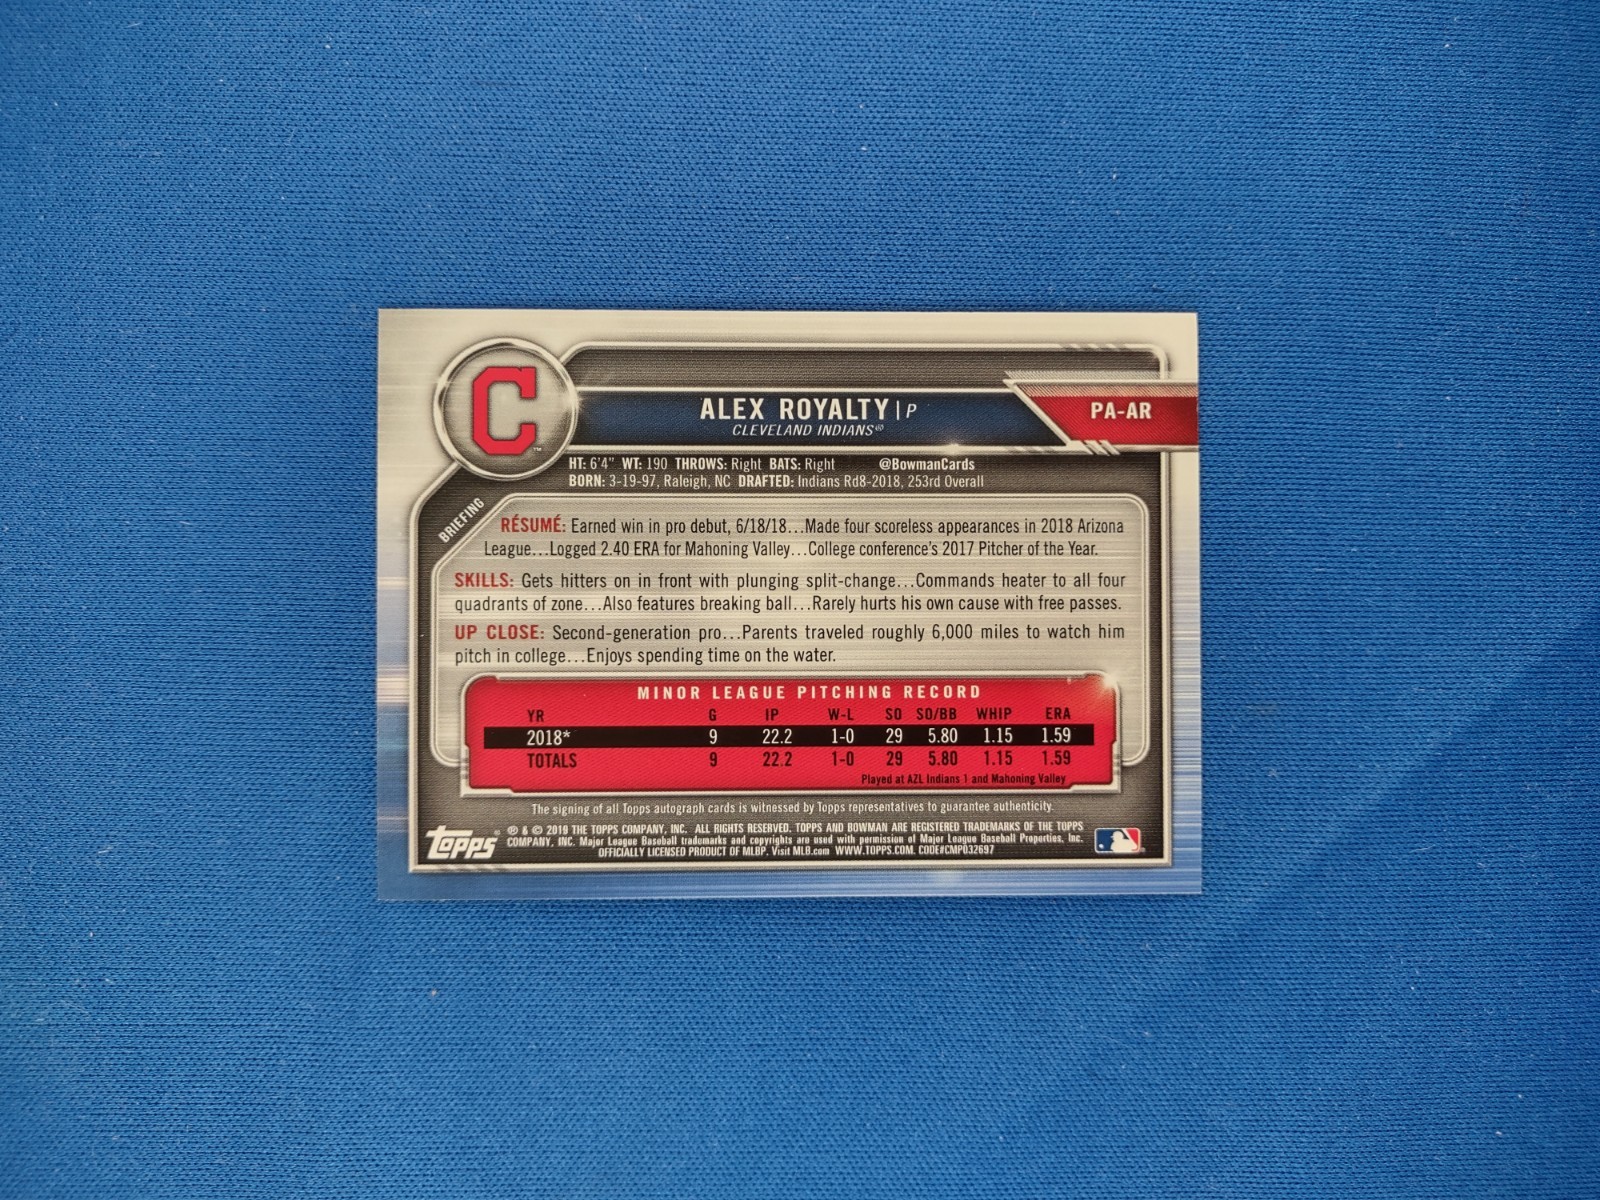 C
ALEX ROYALTY | P
PA-AR
CLEVELAND INDIANS®
HT: 6'4" WT: 190 THROWS: Right BATS: Right @BowmanCards
BORN: 3-19-97, Raleigh, NC DRAFTED: Indians Rd8-2018, 253rd Overall
BRIEFING
RÉSUMÉ: Earned win in pro debut, 6/18/18...Made four scoreless appearances in 2018 Arizona
League...Logged 2.40 ERA for Mahoning Valley...College conference's 2017 Pitcher of the Year.
SKILLS: Gets hitters on in front with plunging split-change...Commands heater to all four
quadrants of zone...Also features breaking ball...Rarely hurts his own cause with free passes.
UP CLOSE: Second-generation pro...Parents traveled roughly 6,000 miles to watch him
pitch in college...Enjoys spending time on the water.
MINOR LEAGUE PITCHING RECORD
YR G IP W-L SO SO/BB WHIP ERA
2018* 9 22.2 1-0 29 5.80 1.15 1.59
TOTALS 9 22.2 1-0 29 5.80 1.15 1.59
Played at AZL Indians 1 and Mahoning Valley
The signing of all Topps autograph cards is witnessed by Topps representatives to guarantee authenticity.
topps® ® & © 2019 THE TOPPS COMPANY, INC. ALL RIGHTS RESERVED. TOPPS AND BOWMAN ARE REGISTERED TRADEMARKS OF THE TOPPS
COMPANY, INC. Major League Baseball trademarks and copyrights are used with permission of Major League Baseball Properties, Inc.
OFFICIALLY LICENSED PRODUCT OF MLBP. Visit MLB.com WWW.TOPPS.COM. CODE#CMP032697